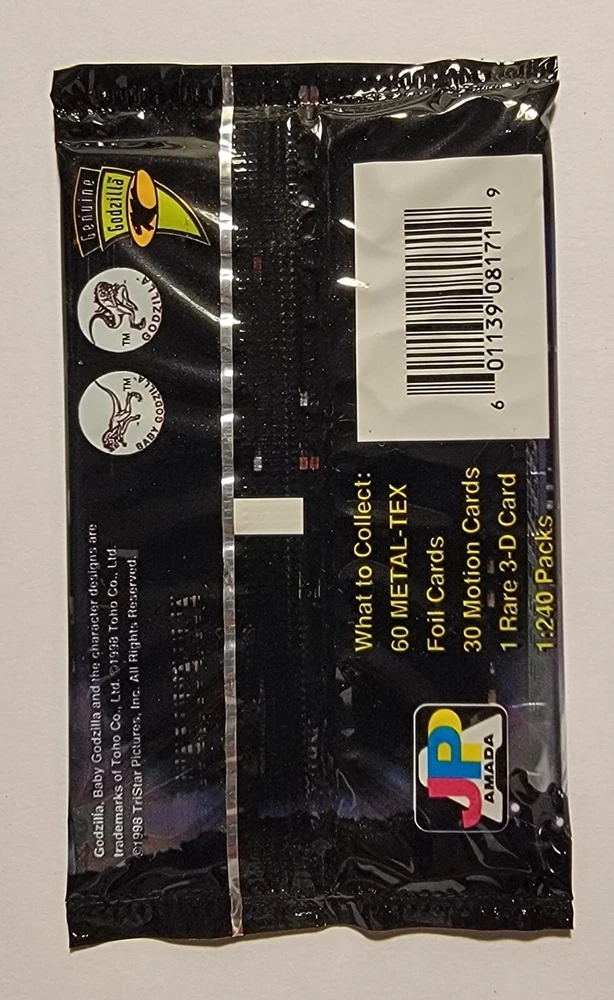 Genuine
Godzilla™
TM
GODZILLA
TM
BABY GODZILLA
Godzilla, Baby Godzilla and the character designs are
trademarks of Toho Co., Ltd. ©1998 Toho Co., Ltd.
©1998 TriStar Pictures, Inc. All Rights Reserved.
6 01139 08171 9
What to Collect:
60 METAL-TEX
Foil Cards
30 Motion Cards
1 Rare 3-D Card
1:240 Packs
JPP
AMADA